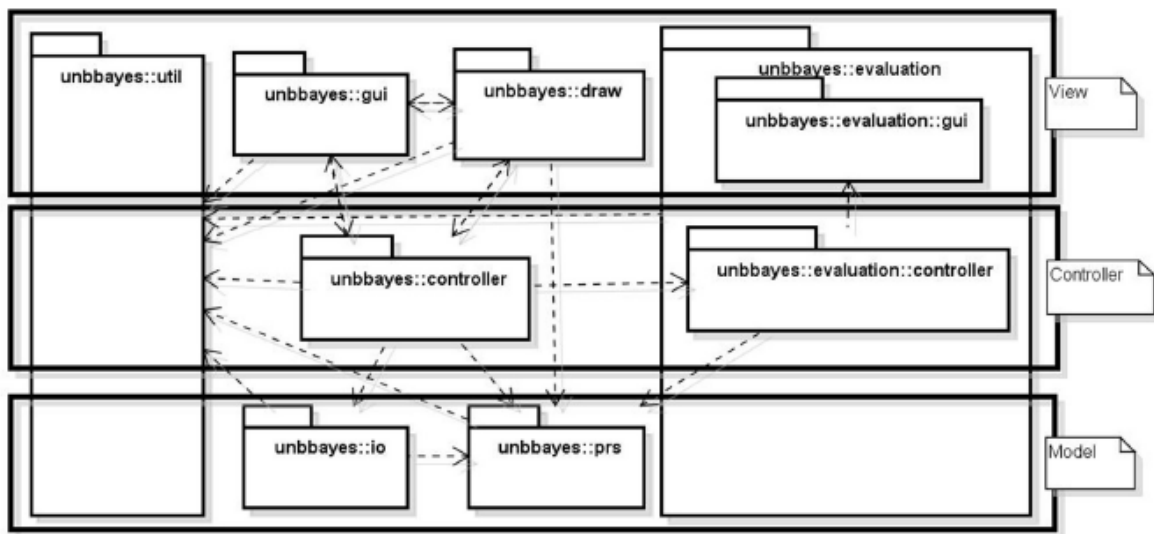 unbbayes::util
unbbayes::gui
unbbayes::draw
unbbayes::evaluation
unbbayes::evaluation::gui
View
unbbayes::controller
unbbayes::evaluation::controller
Controller
unbbayes::io
unbbayes::prs
Model